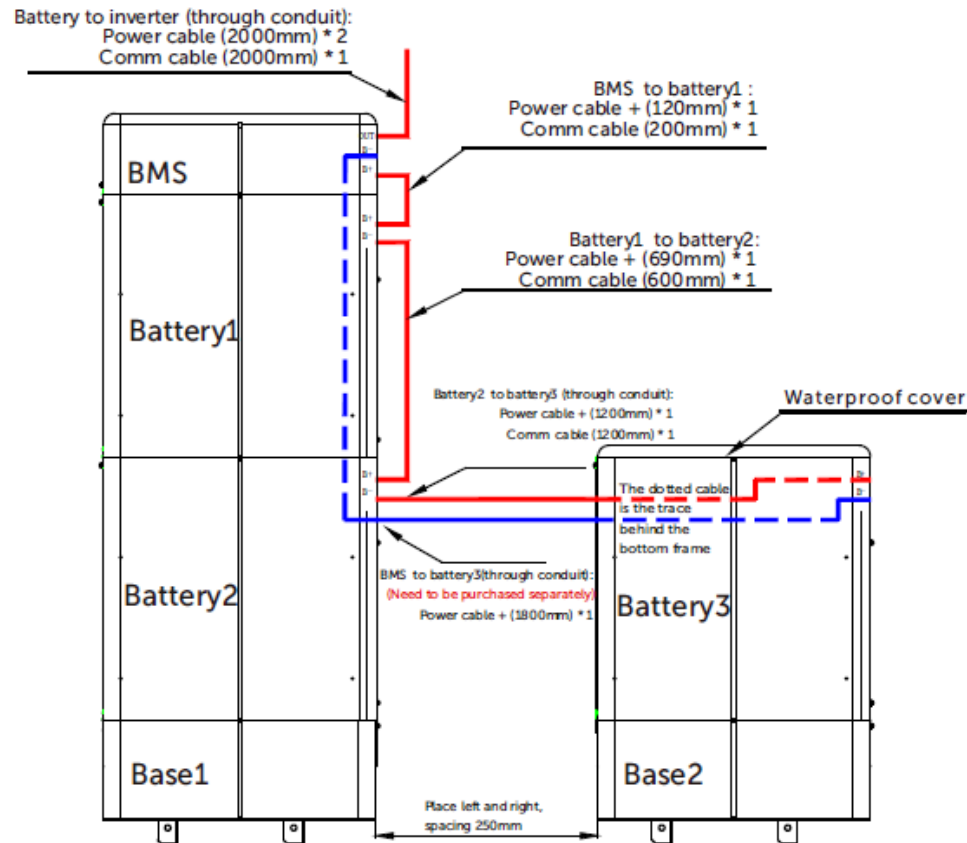 Battery to inverter (through conduit):
Power cable (2000mm) * 2
Comm cable (2000mm) * 1
BMS to battery1 :
Power cable + (120mm) * 1
Comm cable (200mm) * 1
OUT
B-
B+
BMS
B+
B-
Battery1 to battery2:
Power cable + (690mm) * 1
Comm cable (600mm) * 1
Battery1
Battery2 to battery3 (through conduit):
Power cable + (1200mm) * 1
Comm cable (1200mm) * 1
Waterproof cover
B+
B-
The dotted cable
is the trace
behind the
bottom frame
BMS to battery3(through conduit):
(Need to be purchased separately)
Power cable + (1800mm) * 1
Battery2
Battery3
Base1
Base2
Place left and right,
spacing 250mm